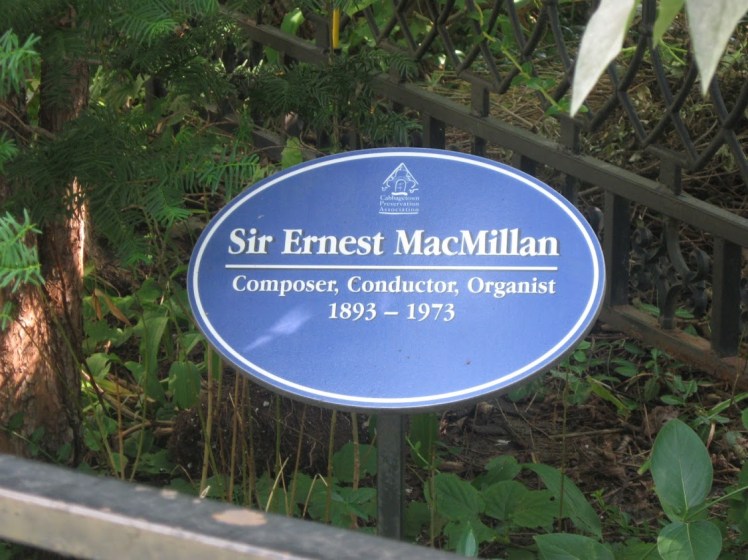 Cabbagetown
Preservation
Association
Sir Ernest MacMillan
Composer, Conductor, Organist
1893 – 1973